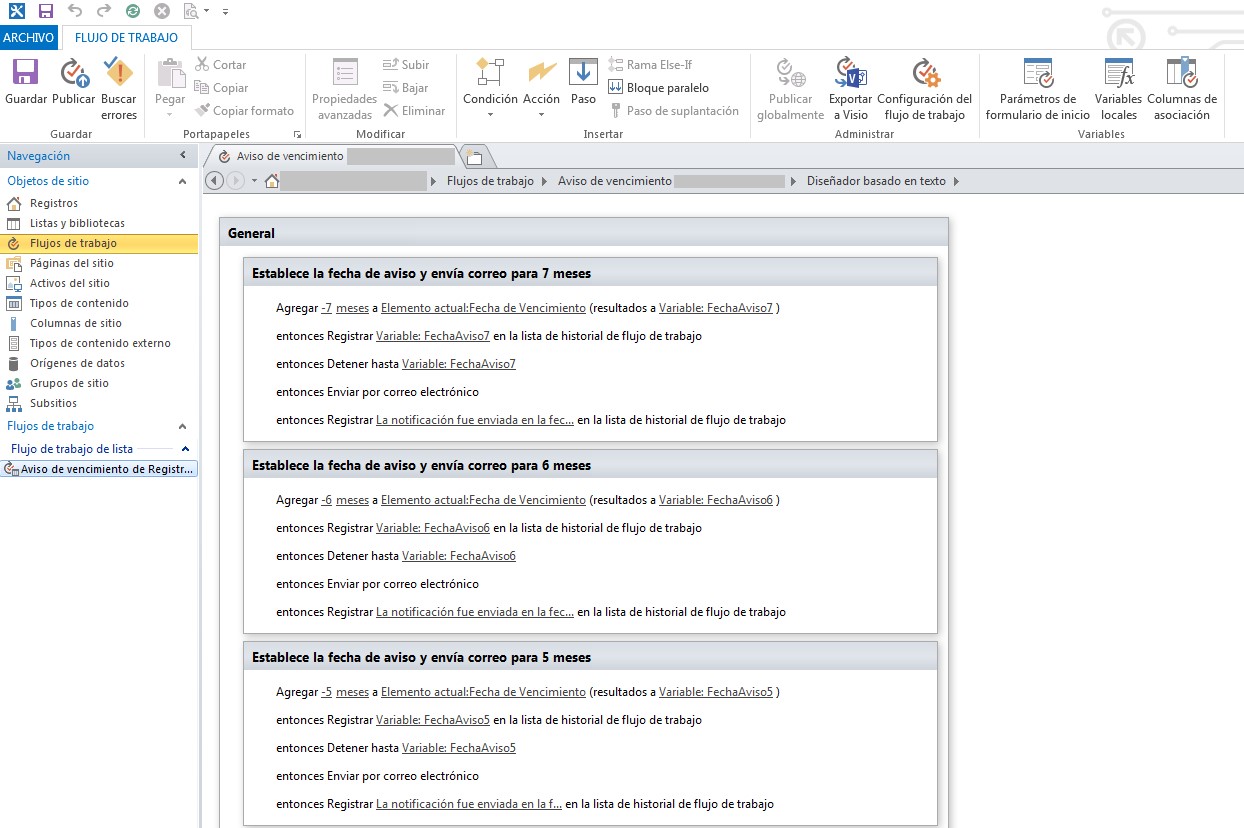 ARCHIVO FLUJO DE TRABAJO
Guardar Publicar Buscar errores
Guardar
Pegar Cortar Copiar Copiar formato
Portapapeles
Propiedades avanzadas Subir Bajar Eliminar
Modificar
Condición Acción Paso Rama Else-If Bloque paralelo Paso de suplantación
Insertar
Publicar globalmente Exportar a Visio Configuración del flujo de trabajo
Administrar
Parámetros de formulario de inicio Variables locales Columnas de asociación
Variables
Navegación
Objetos de sitio
Registros
Listas y bibliotecas
Flujos de trabajo
Páginas del sitio
Activos del sitio
Tipos de contenido
Columnas de sitio
Tipos de contenido externo
Orígenes de datos
Grupos de sitio
Subsitios
Flujos de trabajo
Flujo de trabajo de lista
Aviso de vencimiento de Registr...
Aviso de vencimiento
Flujos de trabajo Aviso de vencimiento Diseñador basado en texto
General
Establece la fecha de aviso y envía correo para 7 meses
Agregar -7 meses a Elemento actual:Fecha de Vencimiento (resultados a Variable: FechaAviso7 )
entonces Registrar Variable: FechaAviso7 en la lista de historial de flujo de trabajo
entonces Detener hasta Variable: FechaAviso7
entonces Enviar por correo electrónico
entonces Registrar La notificación fue enviada en la fec... en la lista de historial de flujo de trabajo
Establece la fecha de aviso y envía correo para 6 meses
Agregar -6 meses a Elemento actual:Fecha de Vencimiento (resultados a Variable: FechaAviso6 )
entonces Registrar Variable: FechaAviso6 en la lista de historial de flujo de trabajo
entonces Detener hasta Variable: FechaAviso6
entonces Enviar por correo electrónico
entonces Registrar La notificación fue enviada en la fec... en la lista de historial de flujo de trabajo
Establece la fecha de aviso y envía correo para 5 meses
Agregar -5 meses a Elemento actual:Fecha de Vencimiento (resultados a Variable: FechaAviso5 )
entonces Registrar Variable: FechaAviso5 en la lista de historial de flujo de trabajo
entonces Detener hasta Variable: FechaAviso5
entonces Enviar por correo electrónico
entonces Registrar La notificación fue enviada en la f... en la lista de historial de flujo de trabajo